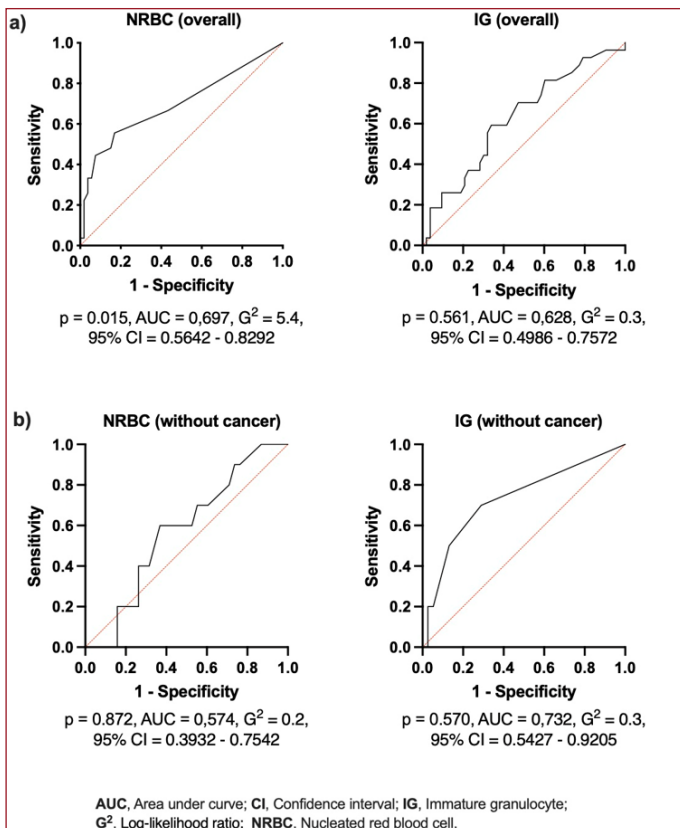 a)
NRBC (overall)
1.0
0.8
0.6
0.4
0.2
0.0
Sensitivity
0.0 0.2 0.4 0.6 0.8 1.0
1 - Specificity
p = 0.015, AUC = 0,697, G² = 5.4,
95% CI = 0.5642 - 0.8292
IG (overall)
1.0
0.8
0.6
0.4
0.2
0.0
Sensitivity
0.0 0.2 0.4 0.6 0.8 1.0
1 - Specificity
p = 0.561, AUC = 0,628, G² = 0.3,
95% CI = 0.4986 - 0.7572
b)
NRBC (without cancer)
1.0
0.8
0.6
0.4
0.2
0.0
Sensitivity
0.0 0.2 0.4 0.6 0.8 1.0
1 - Specificity
p = 0.872, AUC = 0,574, G² = 0.2,
95% CI = 0.3932 - 0.7542
IG (without cancer)
1.0
0.8
0.6
0.4
0.2
0.0
Sensitivity
0.0 0.2 0.4 0.6 0.8 1.0
1 - Specificity
p = 0.570, AUC = 0,732, G² = 0.3,
95% CI = 0.5427 - 0.9205
AUC, Area under curve; CI, Confidence interval; IG, Immature granulocyte;
G², Log-likelihood ratio; NRBC, Nucleated red blood cell.